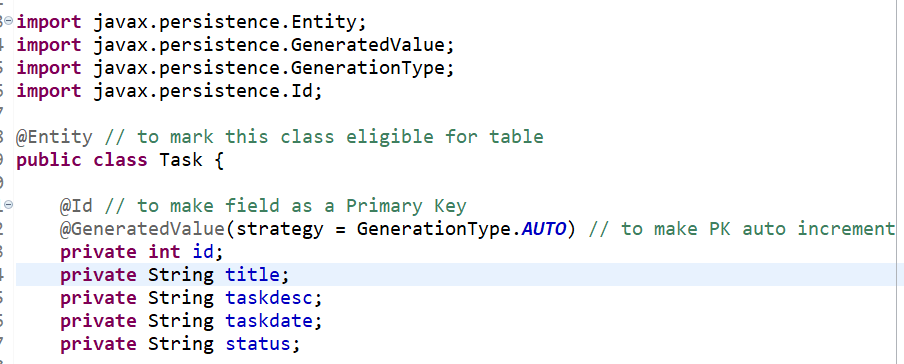 import javax.persistence.Entity;
import javax.persistence.GeneratedValue;
import javax.persistence.GenerationType;
import javax.persistence.Id;
@Entity // to mark this class eligible for table
public class Task {
@Id // to make field as a Primary Key
@GeneratedValue(strategy = GenerationType.AUTO) // to make PK auto increment
private int id;
private String title;
private String taskdesc;
private String taskdate;
private String status;